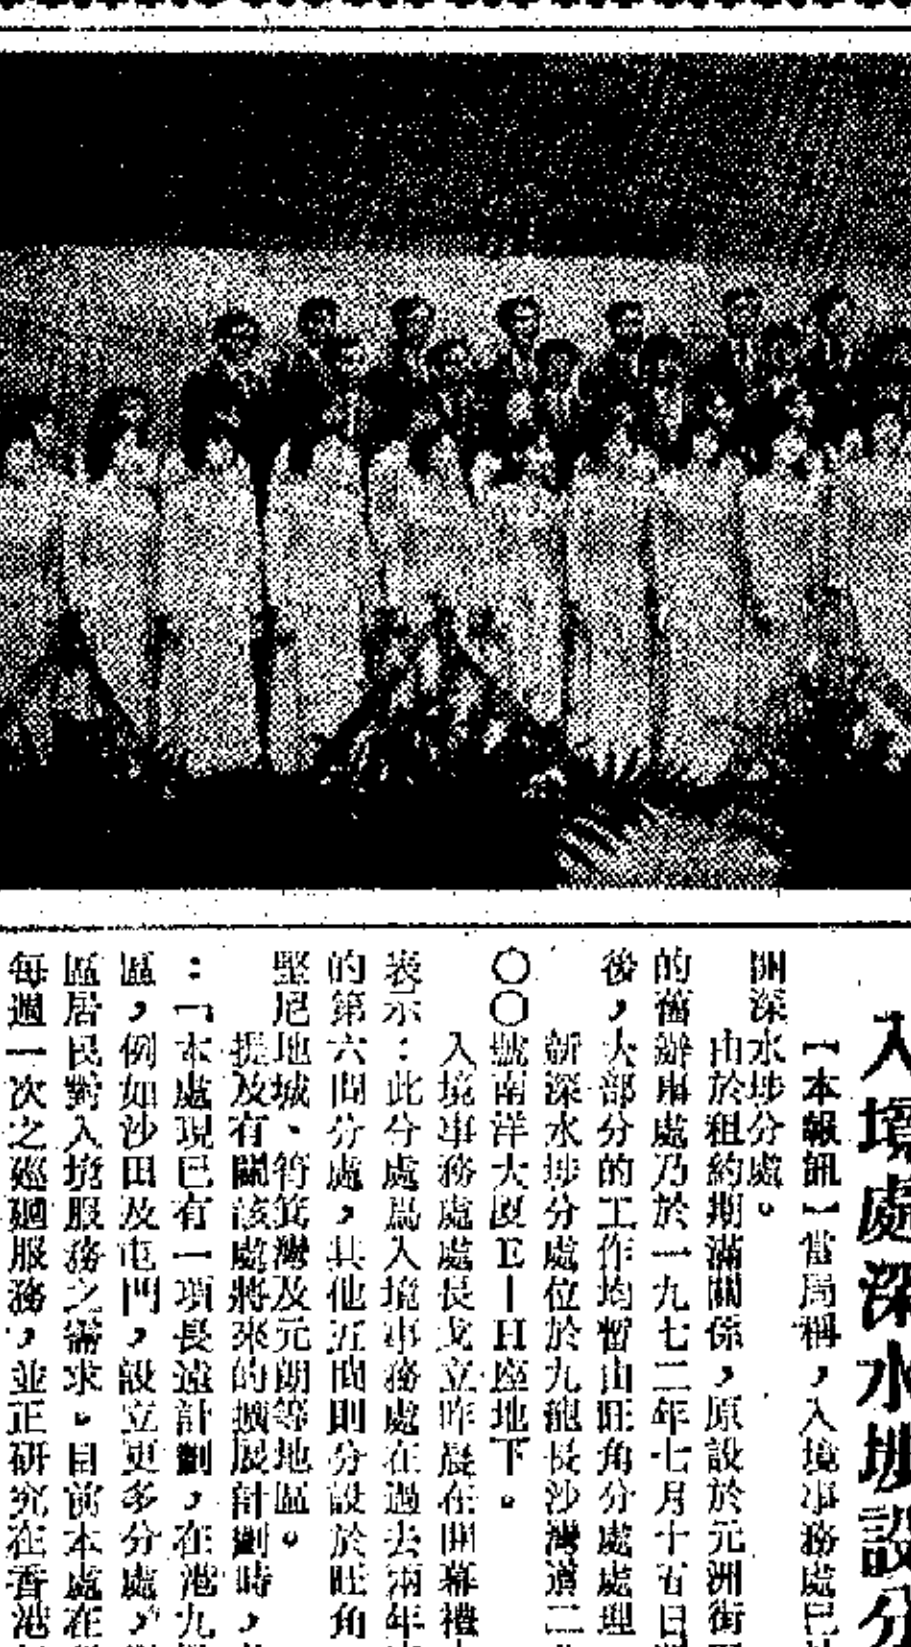 入境處深水埗設分
【本報訊】當局稱，入境事務處已
開深水埗分處。
由於租約期滿關係，原設於元洲街
的舊辦事處乃於一九七二年七月十五日
後，大部分的工作均暫由旺角分處處理
新深水埗分處位於九龍長沙灣道二
〇〇號南洋大厦E－H座地下。
入境事務處處長戈立昨晨在開幕禮
表示：此分處爲入境事務處在過去兩年
的第六間分處，其他五間則分設於旺角
堅尼地城、筲箕灣及元朗等地區。
提及有關該處將來的擴展計劃時，
：「本處現已有一項長遠計劃，在港九
區，例如沙田及屯門，設立更多分處，
區居民對入境服務之需求。目前本處在
每週一次之廵廻服務，並正研究在香港